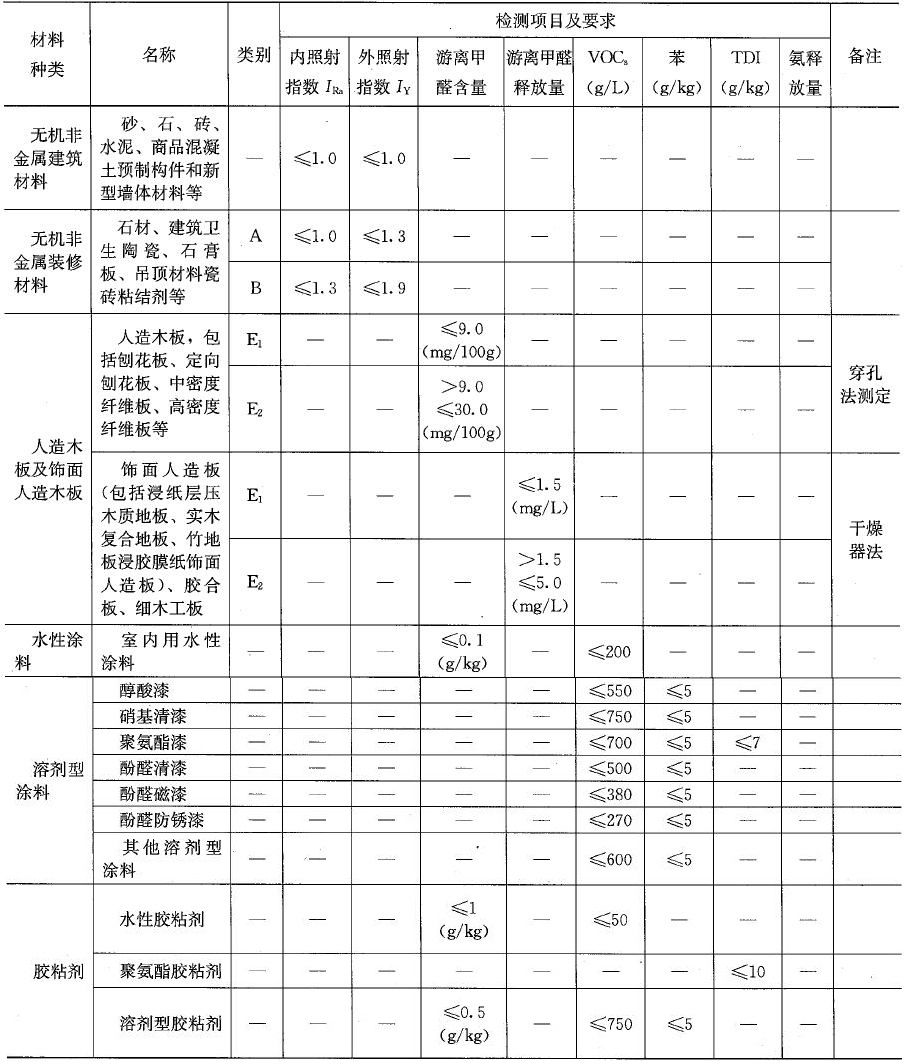 材料种类 名称 类别 检测项目及要求 备注
内照射指数 I_Ra 外照射指数 I_γ 游离甲醛含量 游离甲醛释放量 VOCs (g/L) 苯 (g/kg) TDI (g/kg) 氨释放量
无机非金属建筑材料 砂、石、砖、水泥、商品混凝土预制构件和新型墙体材料等 — ≤1.0 ≤1.0 — — — — — —
无机非金属装修材料 石材、建筑卫生陶瓷、石膏板、吊顶材料瓷砖粘结剂等 A ≤1.0 ≤1.3 — — — — — —
B ≤1.3 ≤1.9 — — — — — —
人造木板及饰面人造木板 人造木板,包括刨花板、定向刨花板、中密度纤维板、高密度纤维板等 E1 — — ≤9.0 (mg/100g) — — — — — 穿孔法测定
E2 — — >9.0 ≤30.0 (mg/100g) — — — — —
饰面人造板(包括浸纸层压木质地板、实木复合地板、竹地板浸胶膜纸饰面人造板)、胶合板、细木工板 E1 — — — ≤1.5 (mg/L) — — — — 干燥器法
E2 — — — >1.5 ≤5.0 (mg/L) — — — —
水性涂料 室内用水性涂料 — — — ≤0.1 (g/kg) — ≤200 — — —
溶剂型涂料 醇酸漆 — — — — — ≤550 ≤5 — —
硝基清漆 — — — — — ≤750 ≤5 — —
聚氨酯漆 — — — — — ≤700 ≤5 ≤7 —
酚醛清漆 — — — — — ≤500 ≤5 — —
酚醛磁漆 — — — — — ≤380 ≤5 — —
酚醛防锈漆 — — — — — ≤270 ≤5 — —
其他溶剂型涂料 — — — — — ≤600 ≤5 — —
胶粘剂 水性胶粘剂 — — — ≤1 (g/kg) — ≤50 — — —
聚氨酯胶粘剂 — — — — — — — ≤10 —
溶剂型胶粘剂 — — — ≤0.5 (g/kg) — ≤750 ≤5 — —